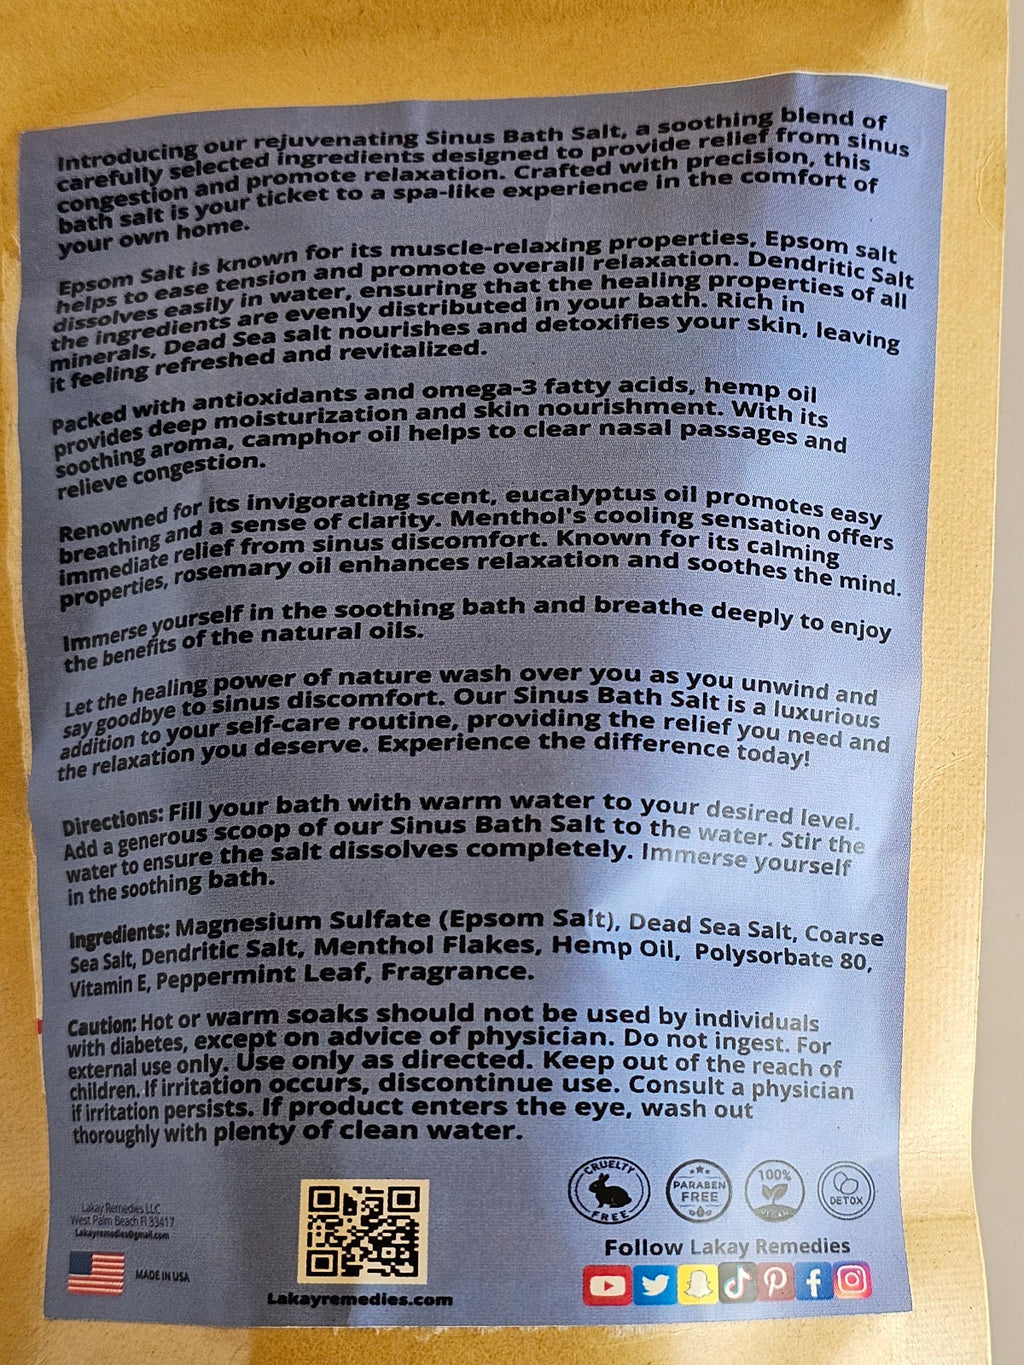 Introducing our rejuvenating Sinus Bath Salt, a soothing blend of
carefully selected ingredients designed to provide relief from sinus
congestion and promote relaxation. Crafted with precision, this
bath salt is your ticket to a spa-like experience in the comfort of
your own home.
Epsom Salt is known for its muscle-relaxing properties, Epsom salt
helps to ease tension and promote overall relaxation. Dendritic Salt
dissolves easily in water, ensuring that the healing properties of all
the ingredients are evenly distributed in your bath. Rich in
minerals, Dead Sea salt nourishes and detoxifies your skin, leaving
it feeling refreshed and revitalized.
Packed with antioxidants and omega-3 fatty acids, hemp oil
provides deep moisturization and skin nourishment. With its
soothing aroma, camphor oil helps to clear nasal passages and
relieve congestion.
Renowned for its invigorating scent, eucalyptus oil promotes easy
breathing and a sense of clarity. Menthol's cooling sensation offers
immediate relief from sinus discomfort. Known for its calming
properties, rosemary oil enhances relaxation and soothes the mind.
Immerse yourself in the soothing bath and breathe deeply to enjoy
the benefits of the natural oils.
Let the healing power of nature wash over you as you unwind and
say goodbye to sinus discomfort. Our Sinus Bath Salt is a luxurious
addition to your self-care routine, providing the relief you need and
the relaxation you deserve. Experience the difference today!
Directions: Fill your bath with warm water to your desired level.
Add a generous scoop of our Sinus Bath Salt to the water. Stir the
water to ensure the salt dissolves completely. Immerse yourself
in the soothing bath.
Ingredients: Magnesium Sulfate (Epsom Salt), Dead Sea Salt, Coarse
Sea Salt, Dendritic Salt, Menthol Flakes, Hemp Oil, Polysorbate 80,
Vitamin E, Peppermint Leaf, Fragrance.
Caution: Hot or warm soaks should not be used by individuals
with diabetes, except on advice of physician. Do not ingest. For
external use only. Use only as directed. Keep out of the reach of
children. If irritation occurs, discontinue use. Consult a physician
if irritation persists. If product enters the eye, wash out
thoroughly with plenty of clean water.
CRUELTY
FREE
PARABEN
FREE
100%
VEGAN
DETOX
Lakay Remedies LLC
West Palm Beach Fl 33417
Lakayremedies@gmail.com
MADE IN USA
Lakayremedies.com
Follow Lakay Remedies